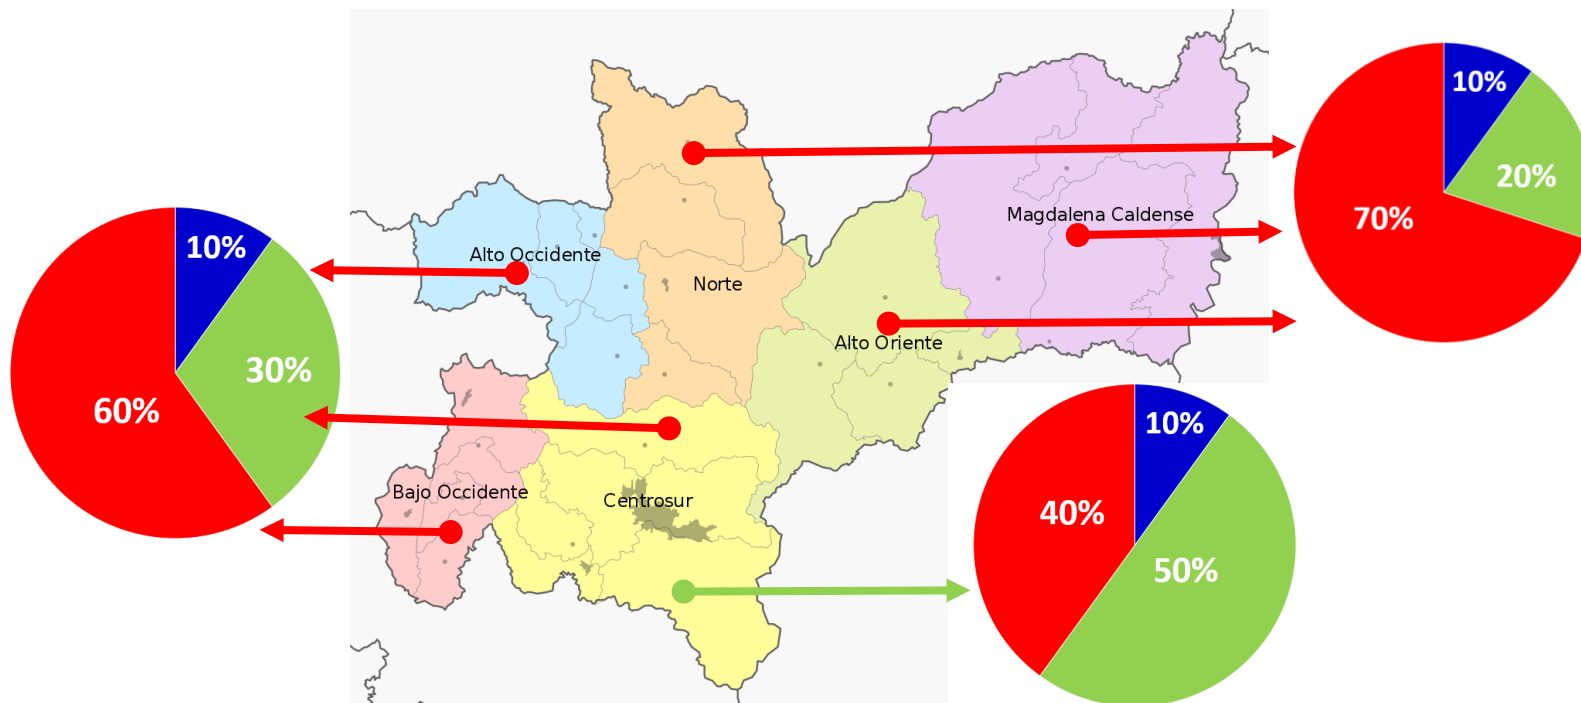 10%
20%
70%
Magdalena Caldense
Alto Occidente
Norte
Alto Oriente
10%
30%
60%
Bajo Occidente
Centrosur
10%
40%
50%